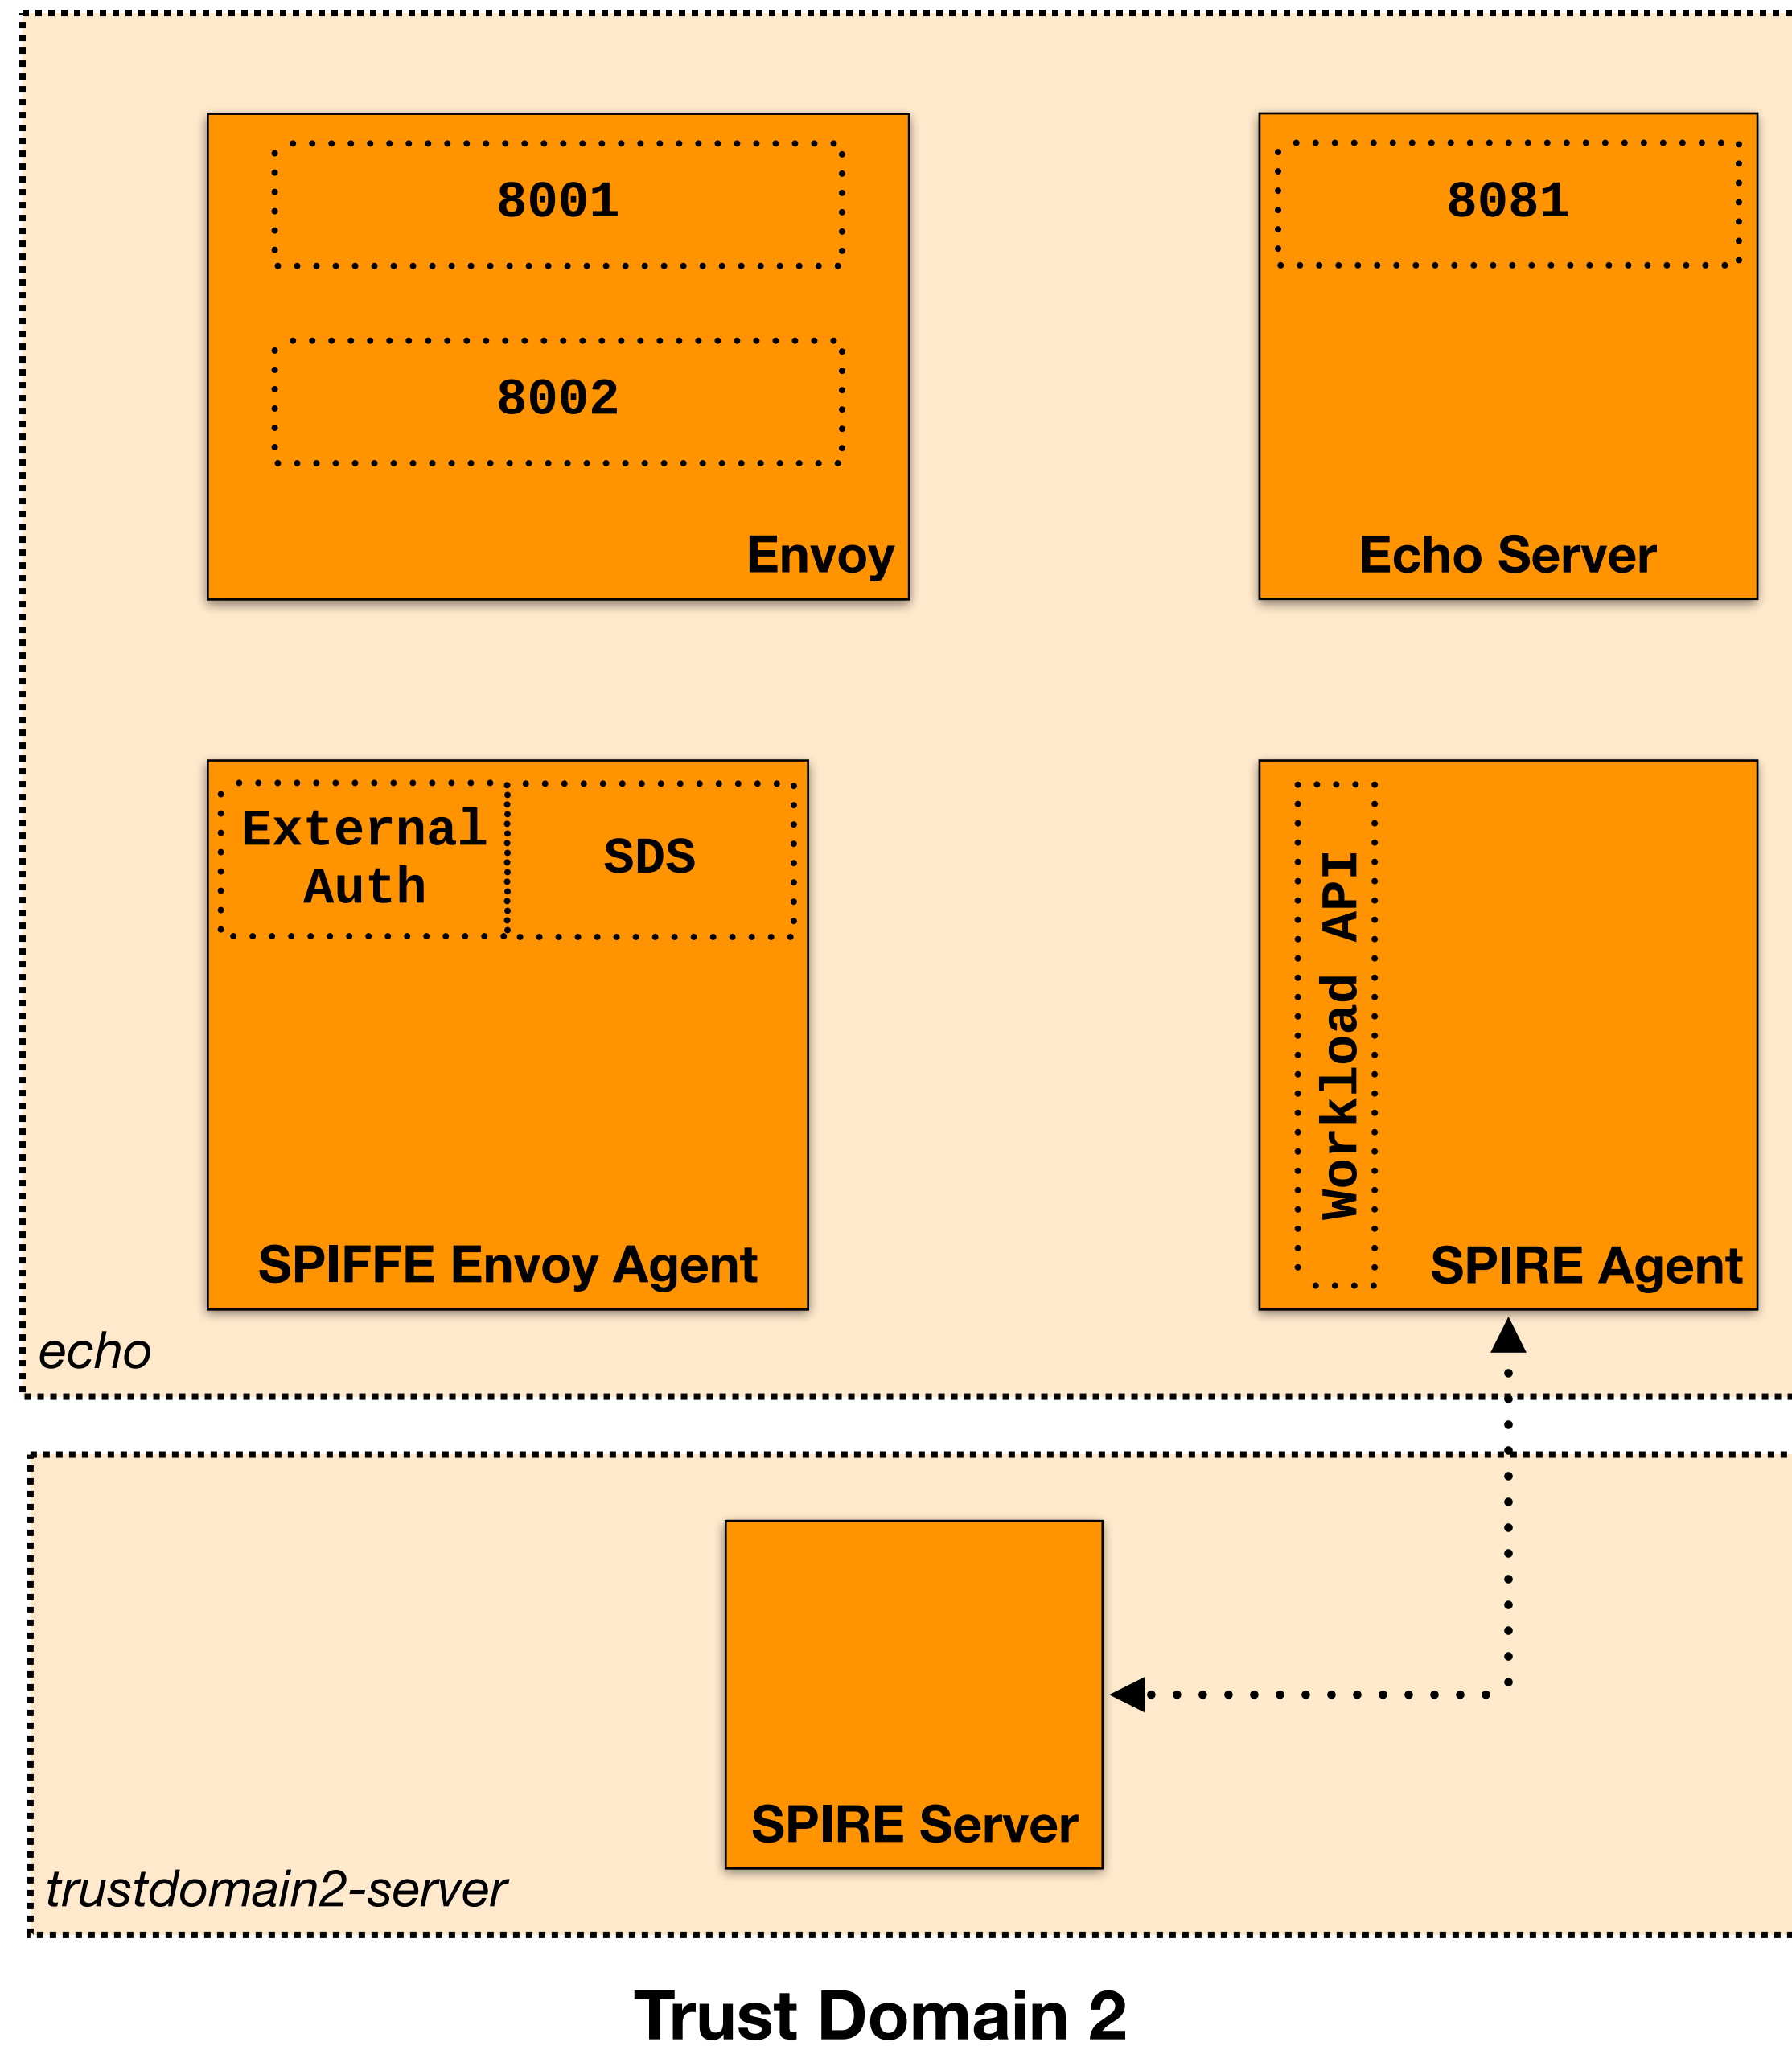 8001
8002
Envoy
8081
Echo Server
External
Auth
SDS
SPIFFE Envoy Agent
Workload API
SPIRE Agent
echo
SPIRE Server
trustdomain2-server
Trust Domain 2